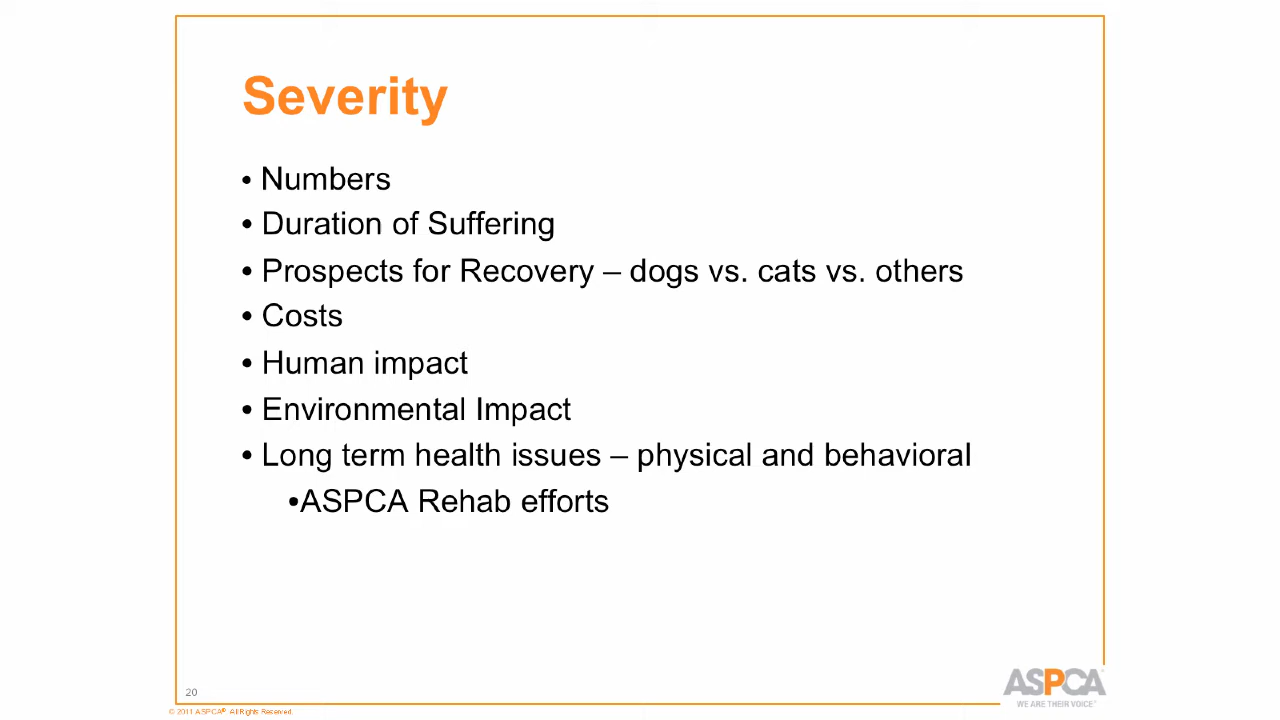 Severity
• Numbers
• Duration of Suffering
• Prospects for Recovery – dogs vs. cats vs. others
• Costs
• Human impact
• Environmental Impact
• Long term health issues – physical and behavioral
•ASPCA Rehab efforts
20
© 2011 ASPCA®. All Rights Reserved.
ASPCA
WE ARE THEIR VOICE™